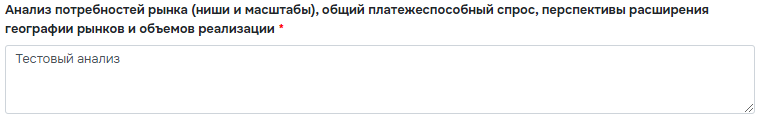 Анализ потребностей рынка (ниши и масштабы), общий платежеспособный спрос, перспективы расширения
географии рынков и объемов реализации *
Тестовый анализ